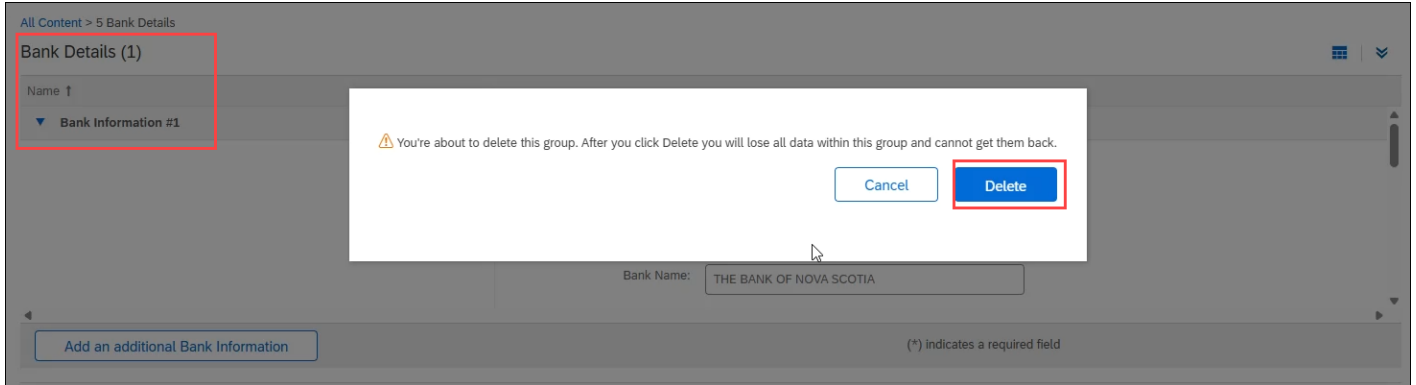 All Content > 5 Bank Details
Bank Details (1)
Name ↑
Bank Information #1
You're about to delete this group. After you click Delete you will lose all data within this group and cannot get them back.
Cancel Delete
Bank Name: THE BANK OF NOVA SCOTIA
Add an additional Bank Information (*) indicates a required field